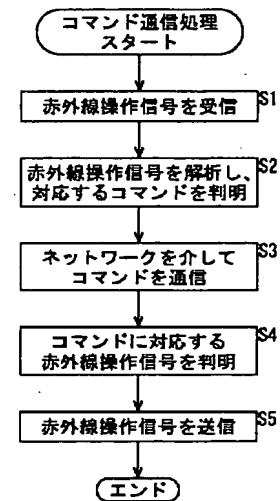 コマンド通信処理
スタート
赤外線操作信号を受信
S1
赤外線操作信号を解析し、
対応するコマンドを判明
S2
ネットワークを介して
コマンドを通信
S3
コマンドに対応する
赤外線操作信号を判明
S4
赤外線操作信号を送信
S5
エンド